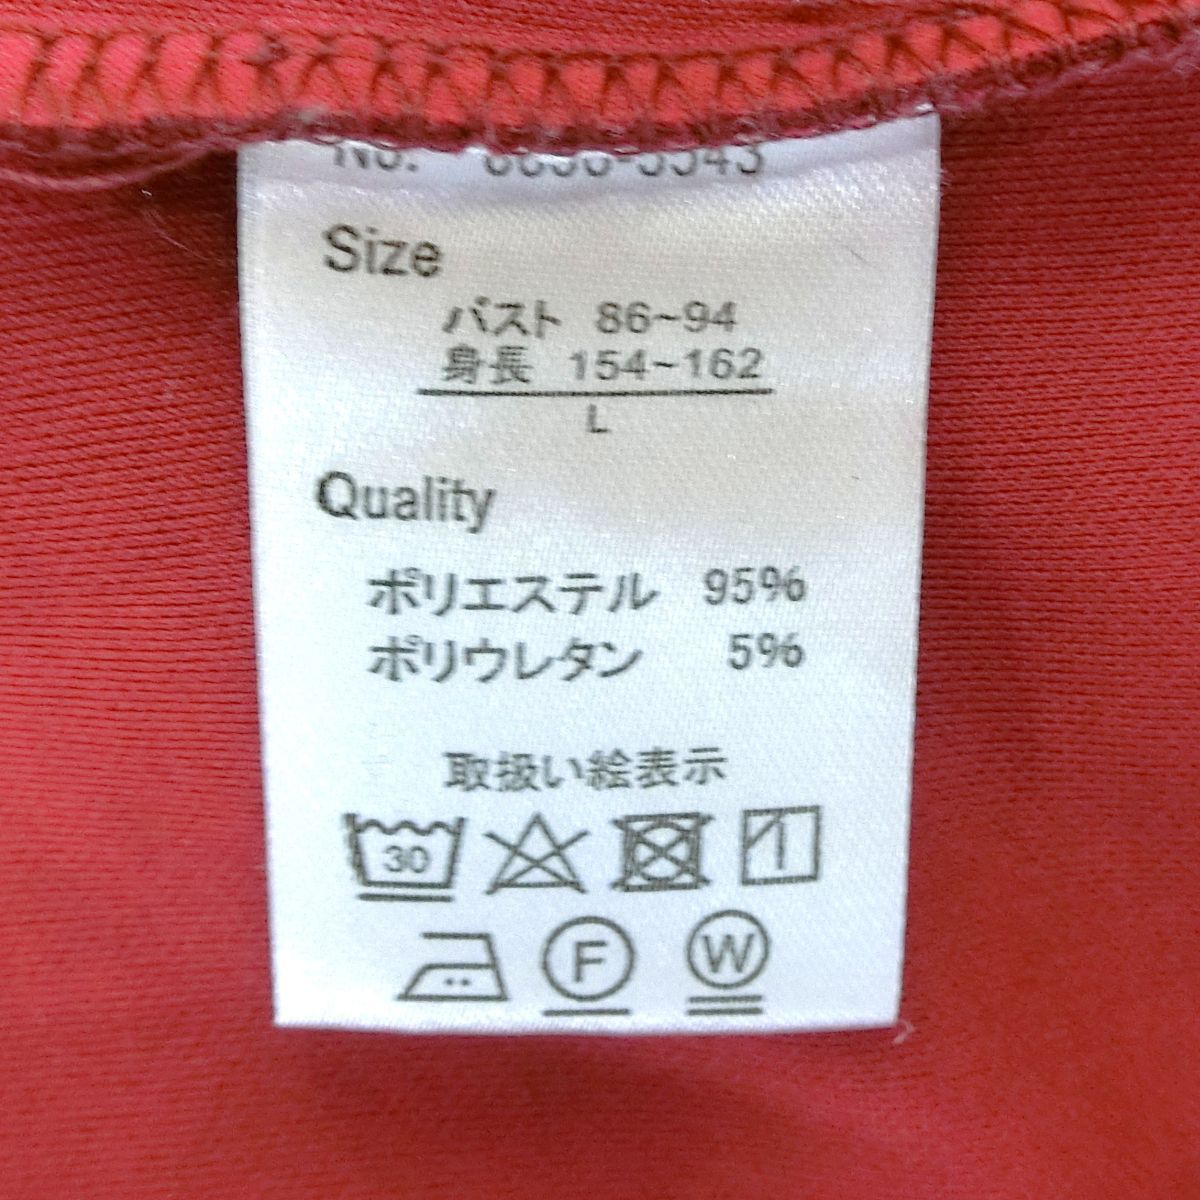 Size
バスト 86~94
身長 154~162
L
Quality
ポリエステル 95%
ポリウレタン 5%
取扱い絵表示
30
F
W